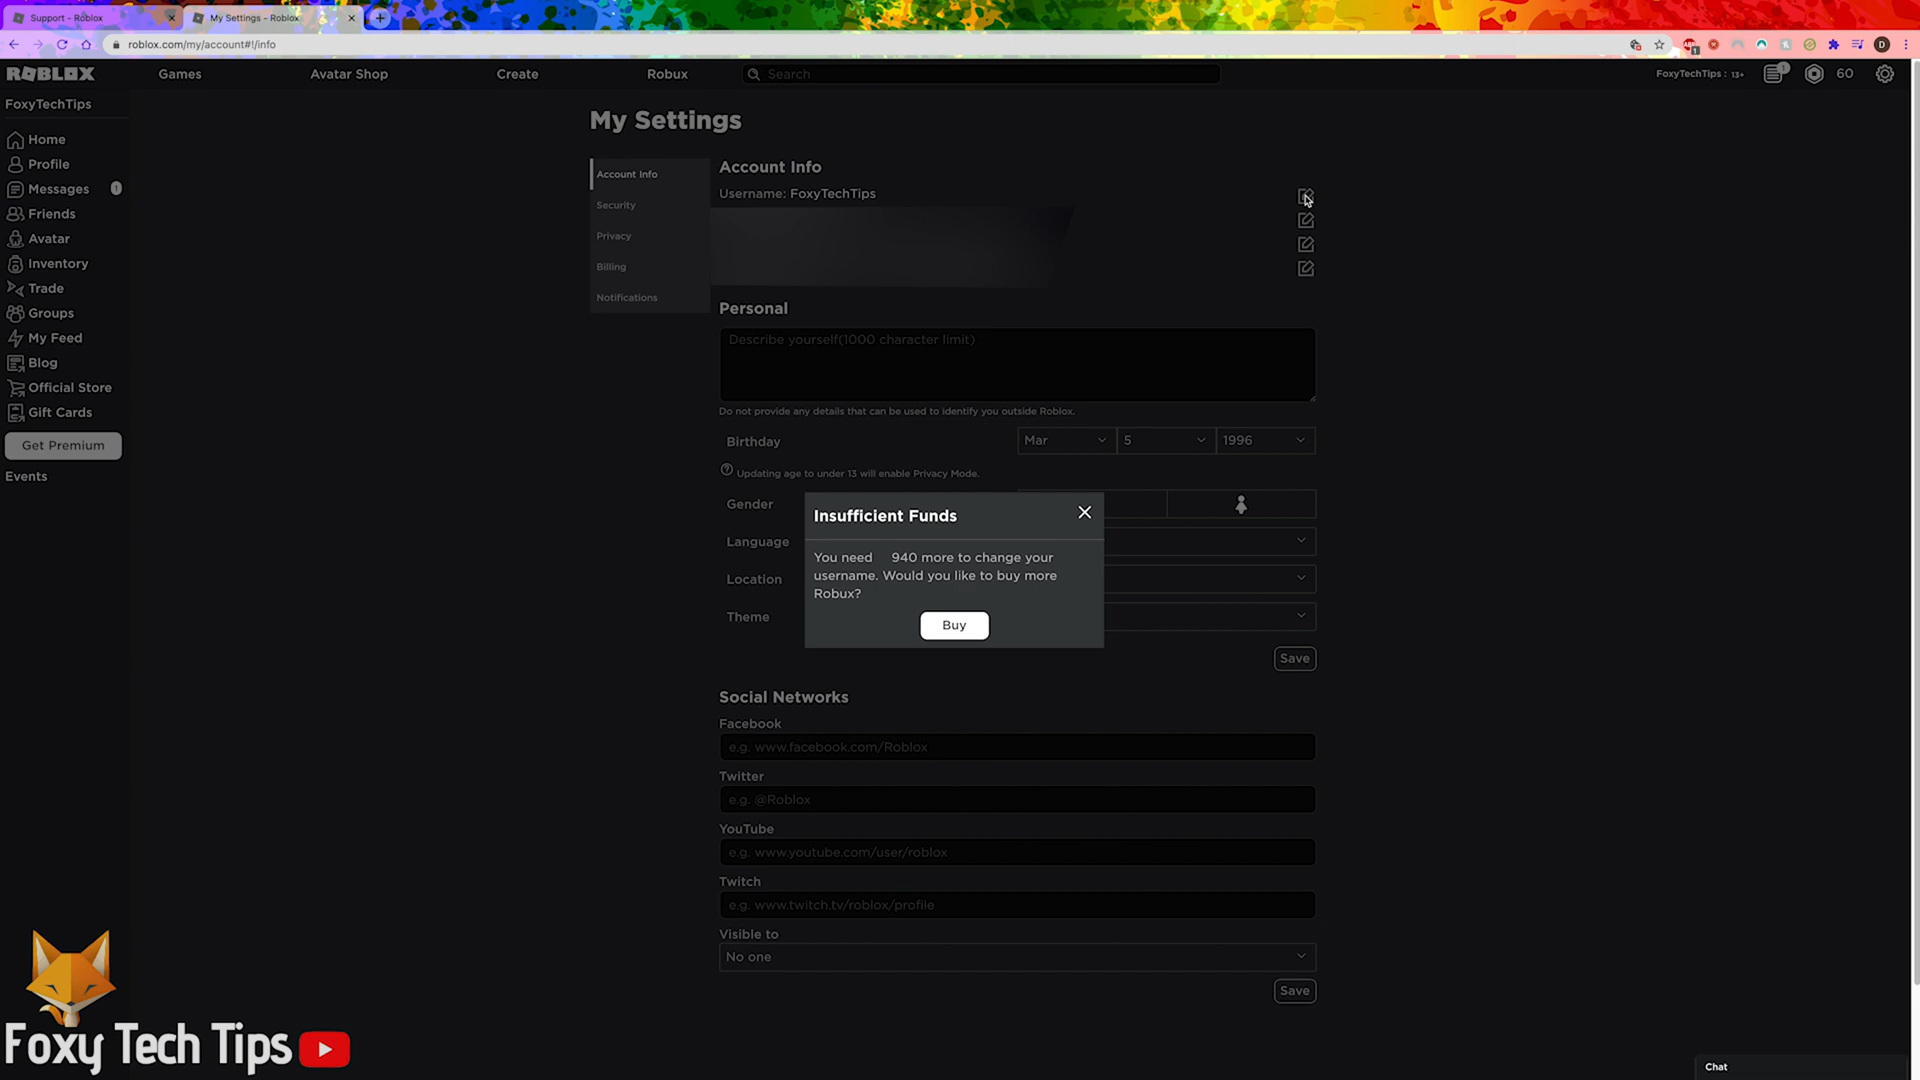 Support - Roblox
My Settings - Roblox
roblox.com/my/account#!/info
ROBLOX
Games
Avatar Shop
Create
Robux
Search
FoxyTechTips : 13+
1
60
FoxyTechTips
Home
Profile
Messages 1
Friends
Avatar
Inventory
Trade
Groups
My Feed
Blog
Official Store
Gift Cards
Get Premium
Events
My Settings
Account Info
Security
Privacy
Billing
Notifications
Account Info
Username: FoxyTechTips
Personal
Describe yourself(1000 character limit)
Do not provide any details that can be used to identify you outside Roblox.
Birthday
Mar 5 1996
Updating age to under 13 will enable Privacy Mode.
Gender
Language
Location
Theme
Insufficient Funds
You need 940 more to change your
username. Would you like to buy more
Robux?
Buy
Save
Social Networks
Facebook
e.g. www.facebook.com/Roblox
Twitter
e.g. @Roblox
YouTube
e.g. www.youtube.com/user/roblox
Twitch
e.g. www.twitch.tv/roblox/profile
Visible to
No one
Save
Foxy Tech Tips
Chat